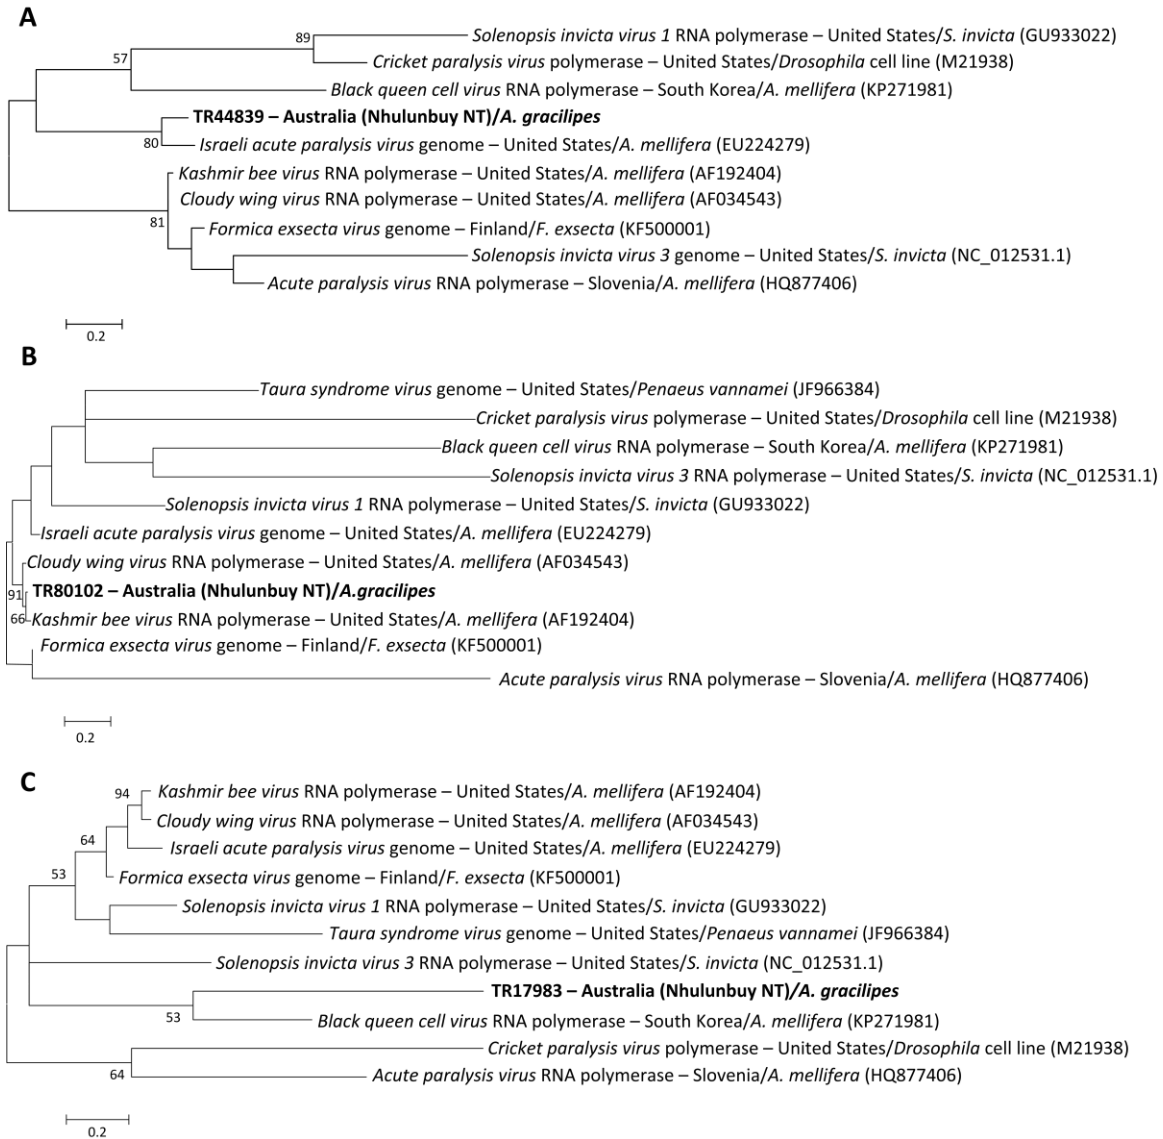 A
89
Solenopsis invicta virus 1 RNA polymerase – United States/S. invicta (GU933022)
57
Cricket paralysis virus polymerase – United States/Drosophila cell line (M21938)
Black queen cell virus RNA polymerase – South Korea/A. mellifera (KP271981)
TR44839 – Australia (Nhulunbuy NT)/A. gracilipes
80
Israeli acute paralysis virus genome – United States/A. mellifera (EU224279)
Kashmir bee virus RNA polymerase – United States/A. mellifera (AF192404)
Cloudy wing virus RNA polymerase – United States/A. mellifera (AF034543)
81
Formica exsecta virus genome – Finland/F. exsecta (KF500001)
Solenopsis invicta virus 3 genome – United States/S. invicta (NC_012531.1)
Acute paralysis virus RNA polymerase – Slovenia/A. mellifera (HQ877406)
0.2
B
Taura syndrome virus genome – United States/Penaeus vannamei (JF966384)
Cricket paralysis virus polymerase – United States/Drosophila cell line (M21938)
Black queen cell virus RNA polymerase – South Korea/A. mellifera (KP271981)
Solenopsis invicta virus 3 RNA polymerase – United States/S. invicta (NC_012531.1)
Solenopsis invicta virus 1 RNA polymerase – United States/S. invicta (GU933022)
Israeli acute paralysis virus genome – United States/A. mellifera (EU224279)
Cloudy wing virus RNA polymerase – United States/A. mellifera (AF034543)
91
TR80102 – Australia (Nhulunbuy NT)/A.gracilipes
66
Kashmir bee virus RNA polymerase – United States/A. mellifera (AF192404)
Formica exsecta virus genome – Finland/F. exsecta (KF500001)
Acute paralysis virus RNA polymerase – Slovenia/A. mellifera (HQ877406)
0.2
C
94
Kashmir bee virus RNA polymerase – United States/A. mellifera (AF192404)
Cloudy wing virus RNA polymerase – United States/A. mellifera (AF034543)
64
Israeli acute paralysis virus genome – United States/A. mellifera (EU224279)
53
Formica exsecta virus genome – Finland/F. exsecta (KF500001)
Solenopsis invicta virus 1 RNA polymerase – United States/S. invicta (GU933022)
Taura syndrome virus genome – United States/Penaeus vannamei (JF966384)
Solenopsis invicta virus 3 RNA polymerase – United States/S. invicta (NC_012531.1)
TR17983 – Australia (Nhulunbuy NT)/A. gracilipes
53
Black queen cell virus RNA polymerase – South Korea/A. mellifera (KP271981)
Cricket paralysis virus polymerase – United States/Drosophila cell line (M21938)
64
Acute paralysis virus RNA polymerase – Slovenia/A. mellifera (HQ877406)
0.2